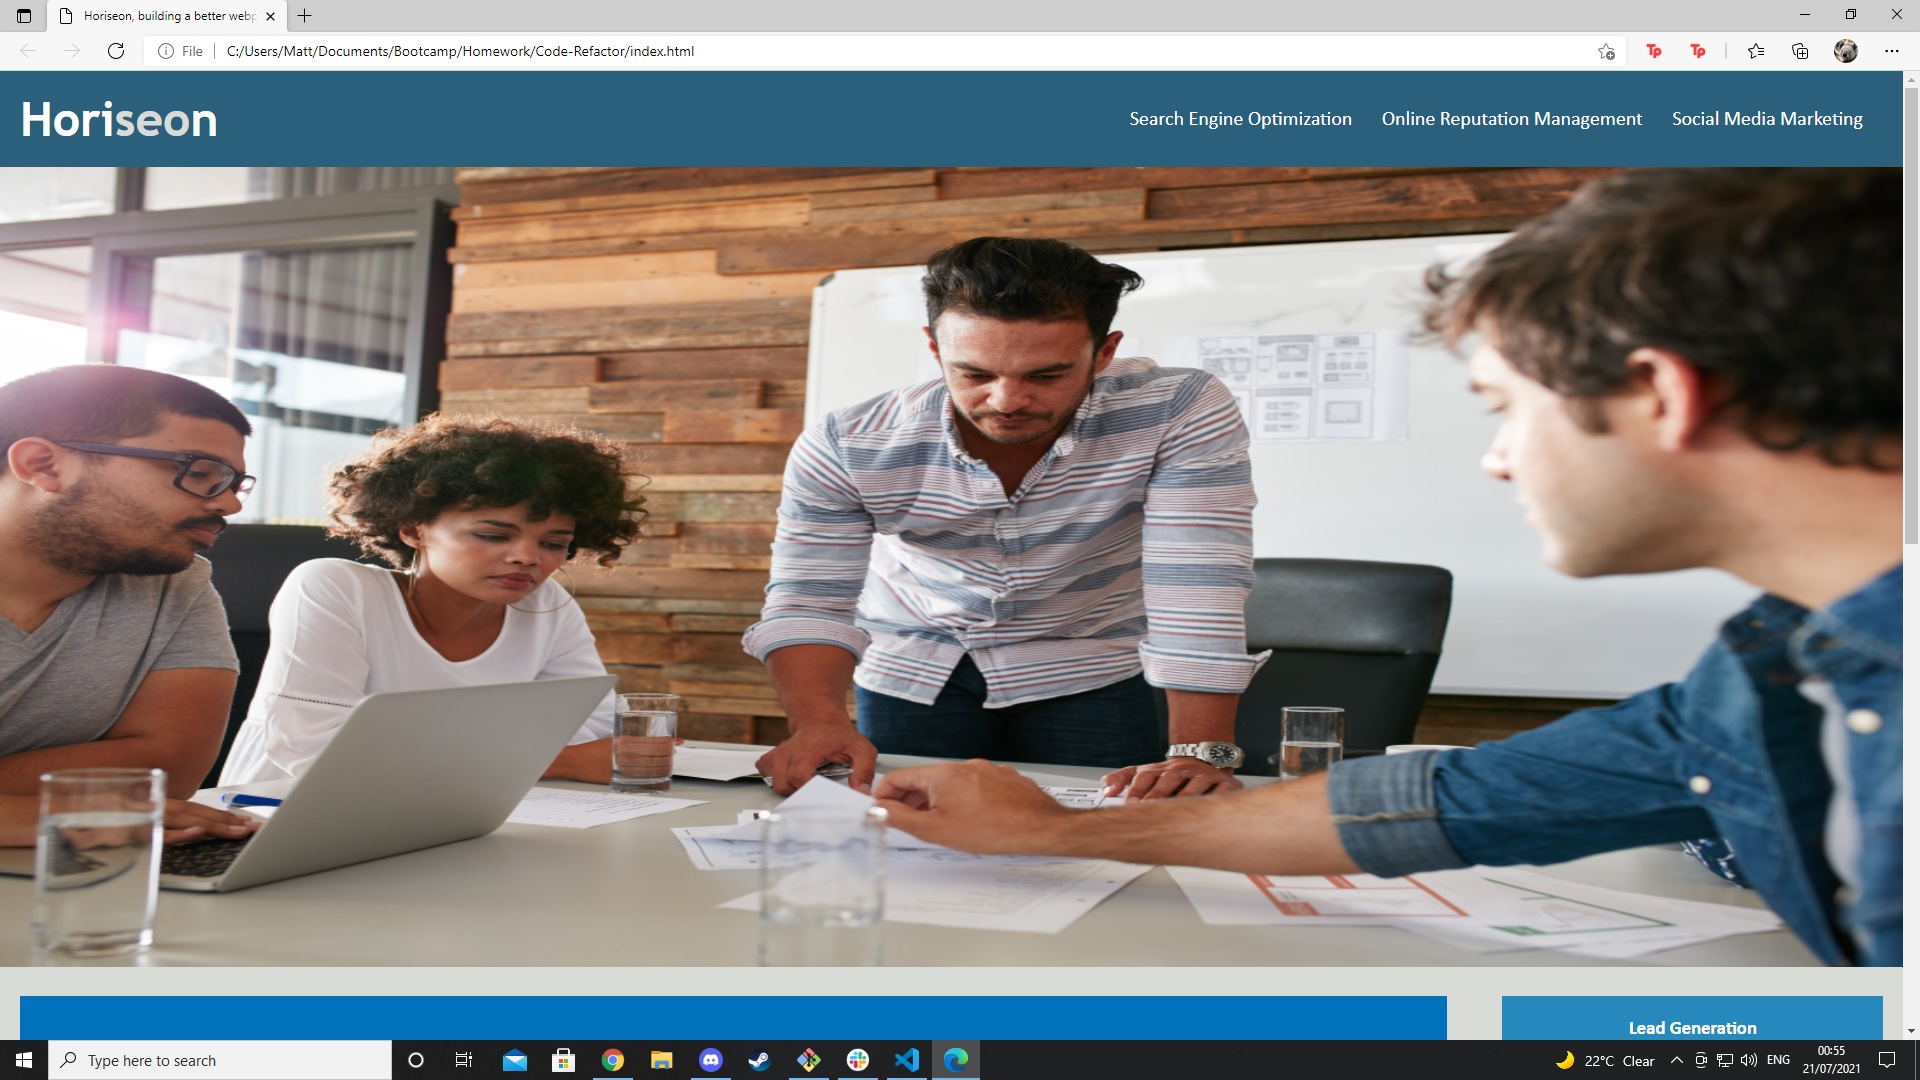 Horiseon, building a better webp
File
C:/Users/Matt/Documents/Bootcamp/Homework/Code-Refactor/index.html
Horiseon
Search Engine Optimization Online Reputation Management Social Media Marketing
Lead Generation
Type here to search
22°C Clear
ENG
00:55
21/07/2021